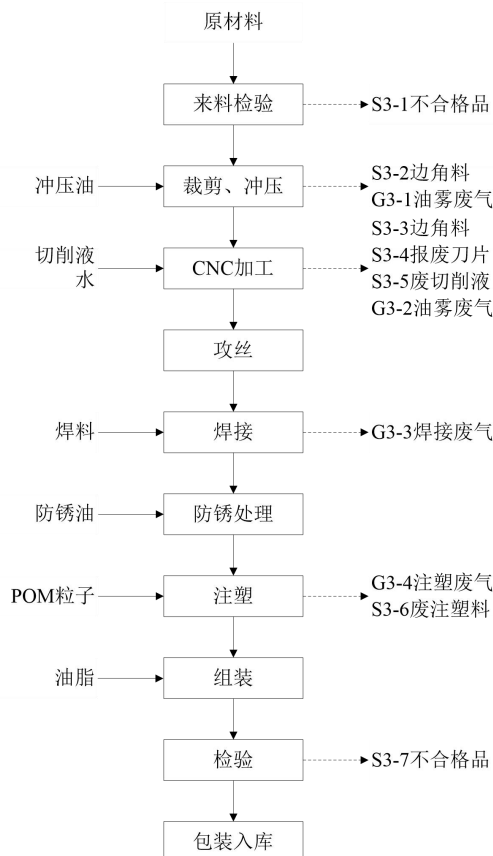 原材料
来料检验
S3-1不合格品
冲压油
裁剪、冲压
S3-2边角料
G3-1油雾废气
切削液
水
CNC加工
S3-3边角料
S3-4报废刀片
S3-5废切削液
G3-2油雾废气
攻丝
焊料
焊接
G3-3焊接废气
防锈油
防锈处理
POM粒子
注塑
G3-4注塑废气
S3-6废注塑料
油脂
组装
检验
S3-7不合格品
包装入库